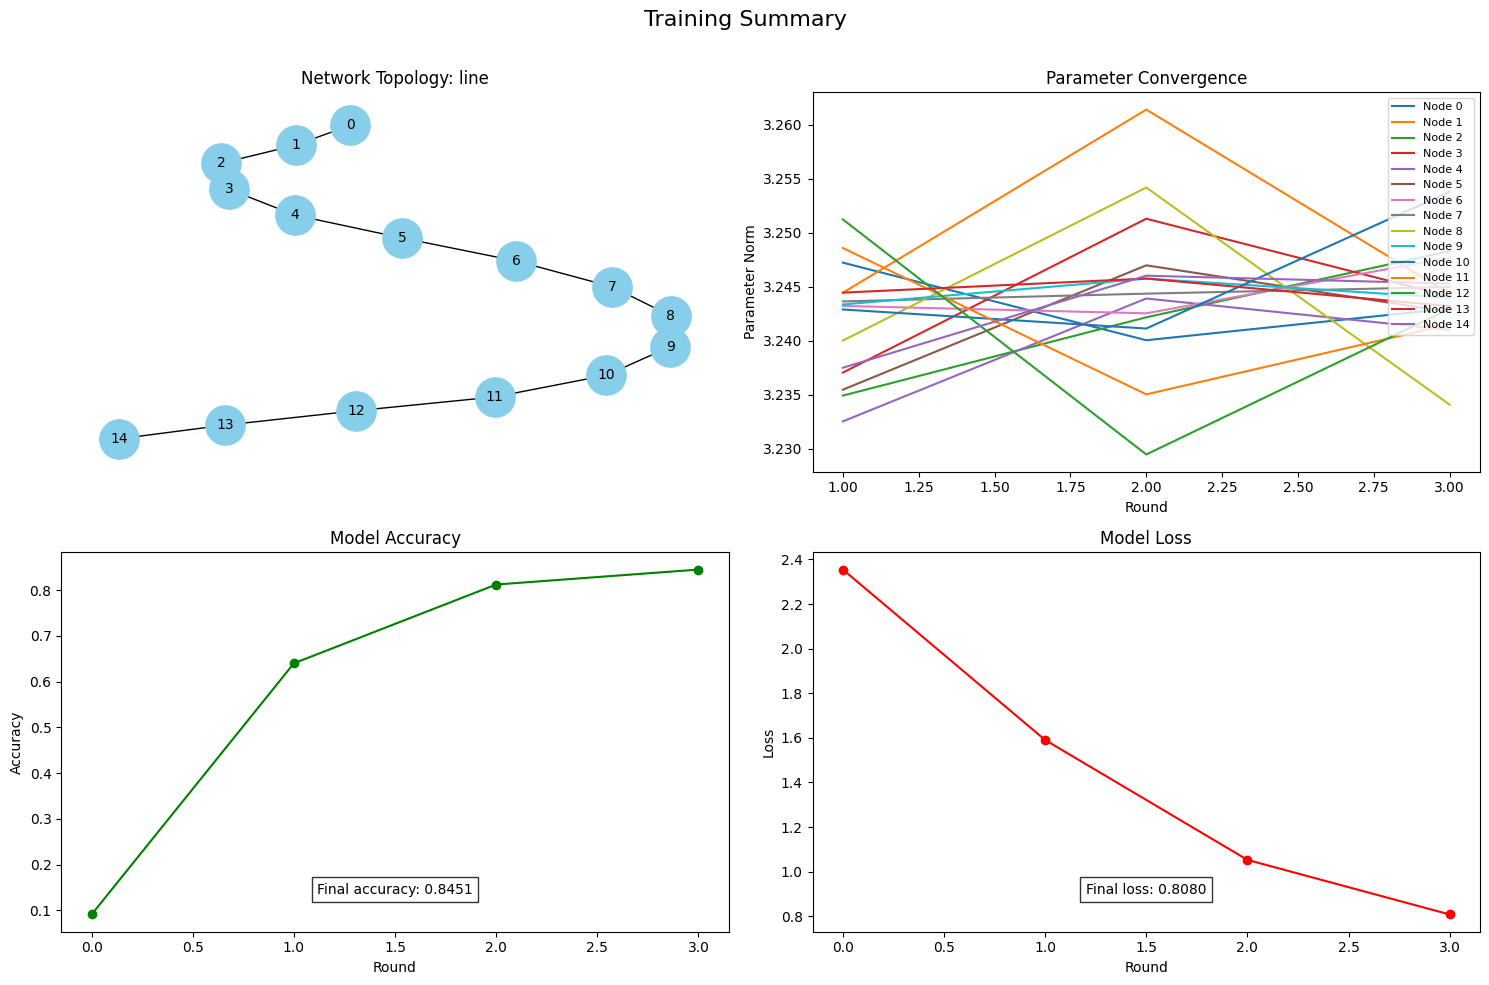 Training Summary
Network Topology: line
0
1
2
3
4
5
6
7
8
9
10
11
12
13
14
Parameter Convergence
Parameter Norm
3.260
3.255
3.250
3.245
3.240
3.235
3.230
Node 0
Node 1
Node 2
Node 3
Node 4
Node 5
Node 6
Node 7
Node 8
Node 9
Node 10
Node 11
Node 12
Node 13
Node 14
1.00 1.25 1.50 1.75 2.00 2.25 2.50 2.75 3.00
Round
Model Accuracy
Accuracy
0.8
0.7
0.6
0.5
0.4
0.3
0.2
0.1
Final accuracy: 0.8451
0.0 0.5 1.0 1.5 2.0 2.5 3.0
Round
Model Loss
Loss
2.4
2.2
2.0
1.8
1.6
1.4
1.2
1.0
0.8
Final loss: 0.8080
0.0 0.5 1.0 1.5 2.0 2.5 3.0
Round